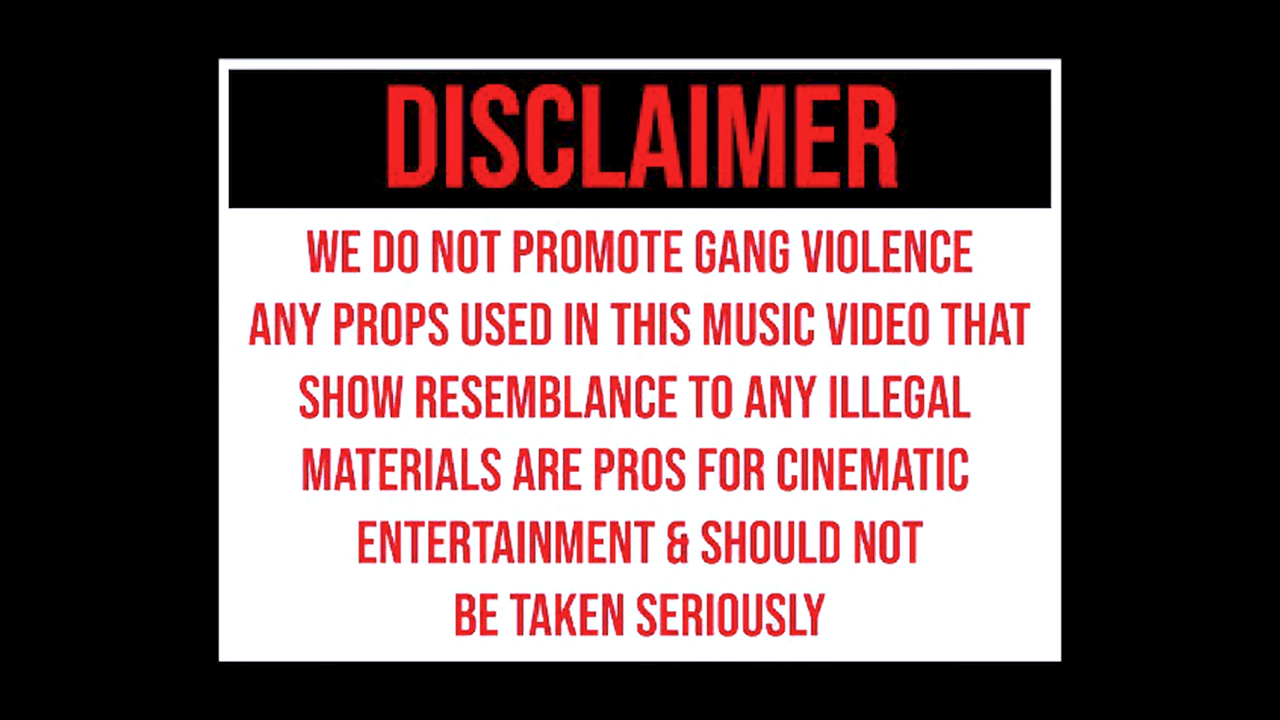 DISCLAIMER
WE DO NOT PROMOTE GANG VIOLENCE
ANY PROPS USED IN THIS MUSIC VIDEO THAT
SHOW RESEMBLANCE TO ANY ILLEGAL
MATERIALS ARE PROS FOR CINEMATIC
ENTERTAINMENT & SHOULD NOT
BE TAKEN SERIOUSLY